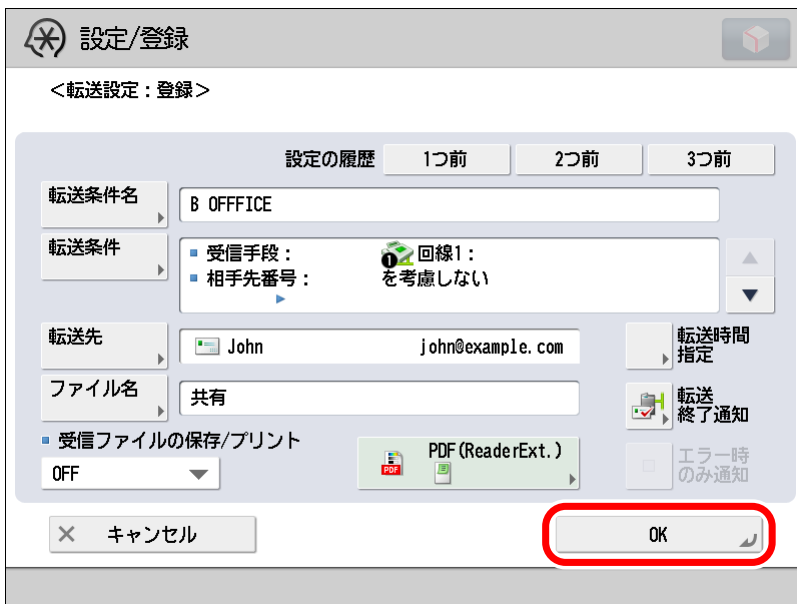 設定/登録
＜転送設定：登録＞
設定の履歴 1つ前 2つ前 3つ前
転送条件名 B OFFFICE
転送条件
受信手段： 1 回線1：
相手先番号： を考慮しない
転送先 John john@example.com
転送時間
指定
ファイル名 共有
転送
終了通知
受信ファイルの保存/プリント
OFF
PDF PDF(ReaderExt.)
エラー時
のみ通知
キャンセル OK